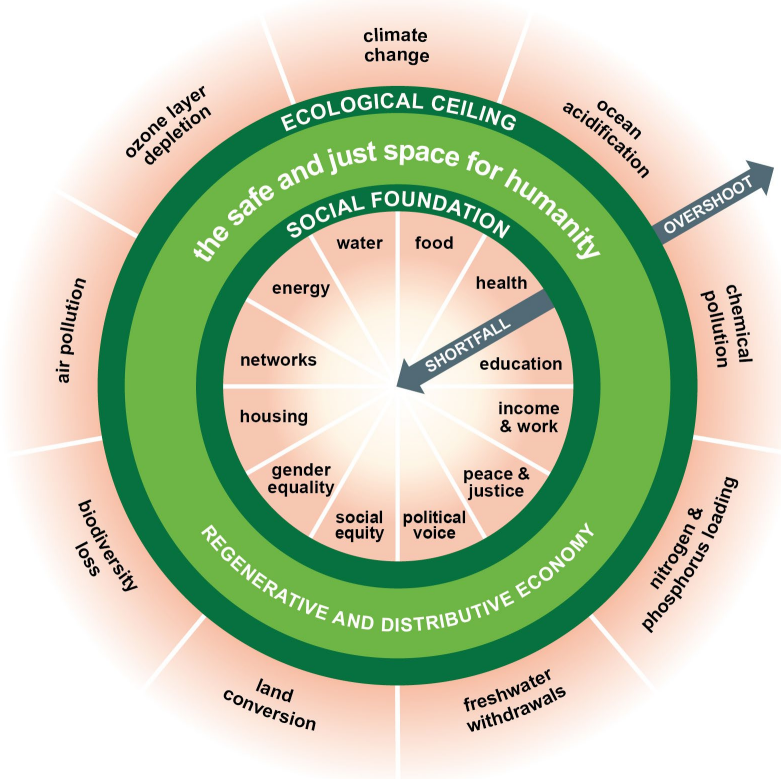 climate
change
ocean
acidification
chemical
pollution
nitrogen &
phosphorus loading
freshwater
withdrawals
land
conversion
biodiversity
loss
air pollution
ozone layer
depletion
OVERSHOOT
ECOLOGICAL CEILING
the safe and just space for humanity
SOCIAL FOUNDATION
water
food
health
SHORTFALL
education
income
& work
peace &
justice
political
voice
social
equity
gender
equality
housing
networks
energy
REGENERATIVE AND DISTRIBUTIVE ECONOMY